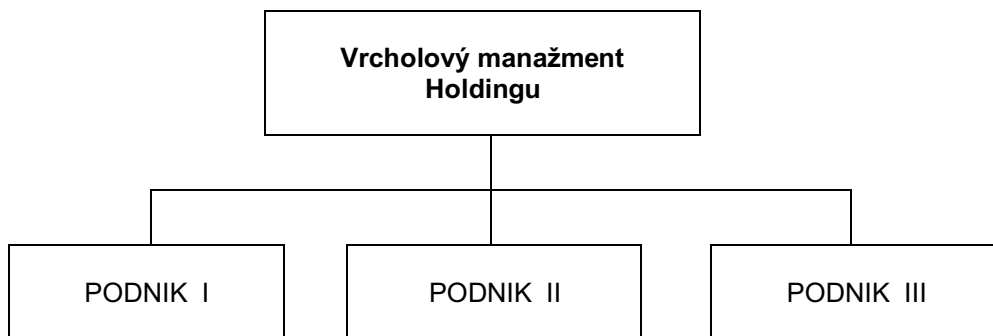 Vrcholový manažment
Holdingu
PODNIK I
PODNIK II
PODNIK III